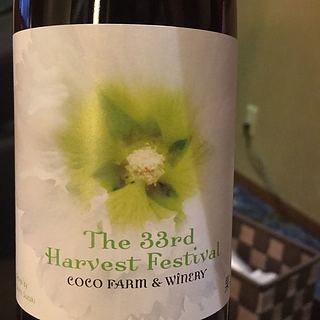 The 33rd
Harvest Festival
COCO FARM & WINERY